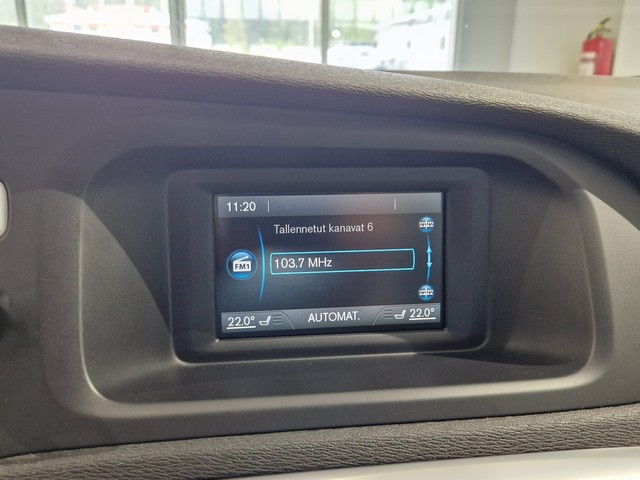 11:20
Tallennetut kanavat 6
FM1
103.7 MHz
22.0° AUTOMAT. 22.0°